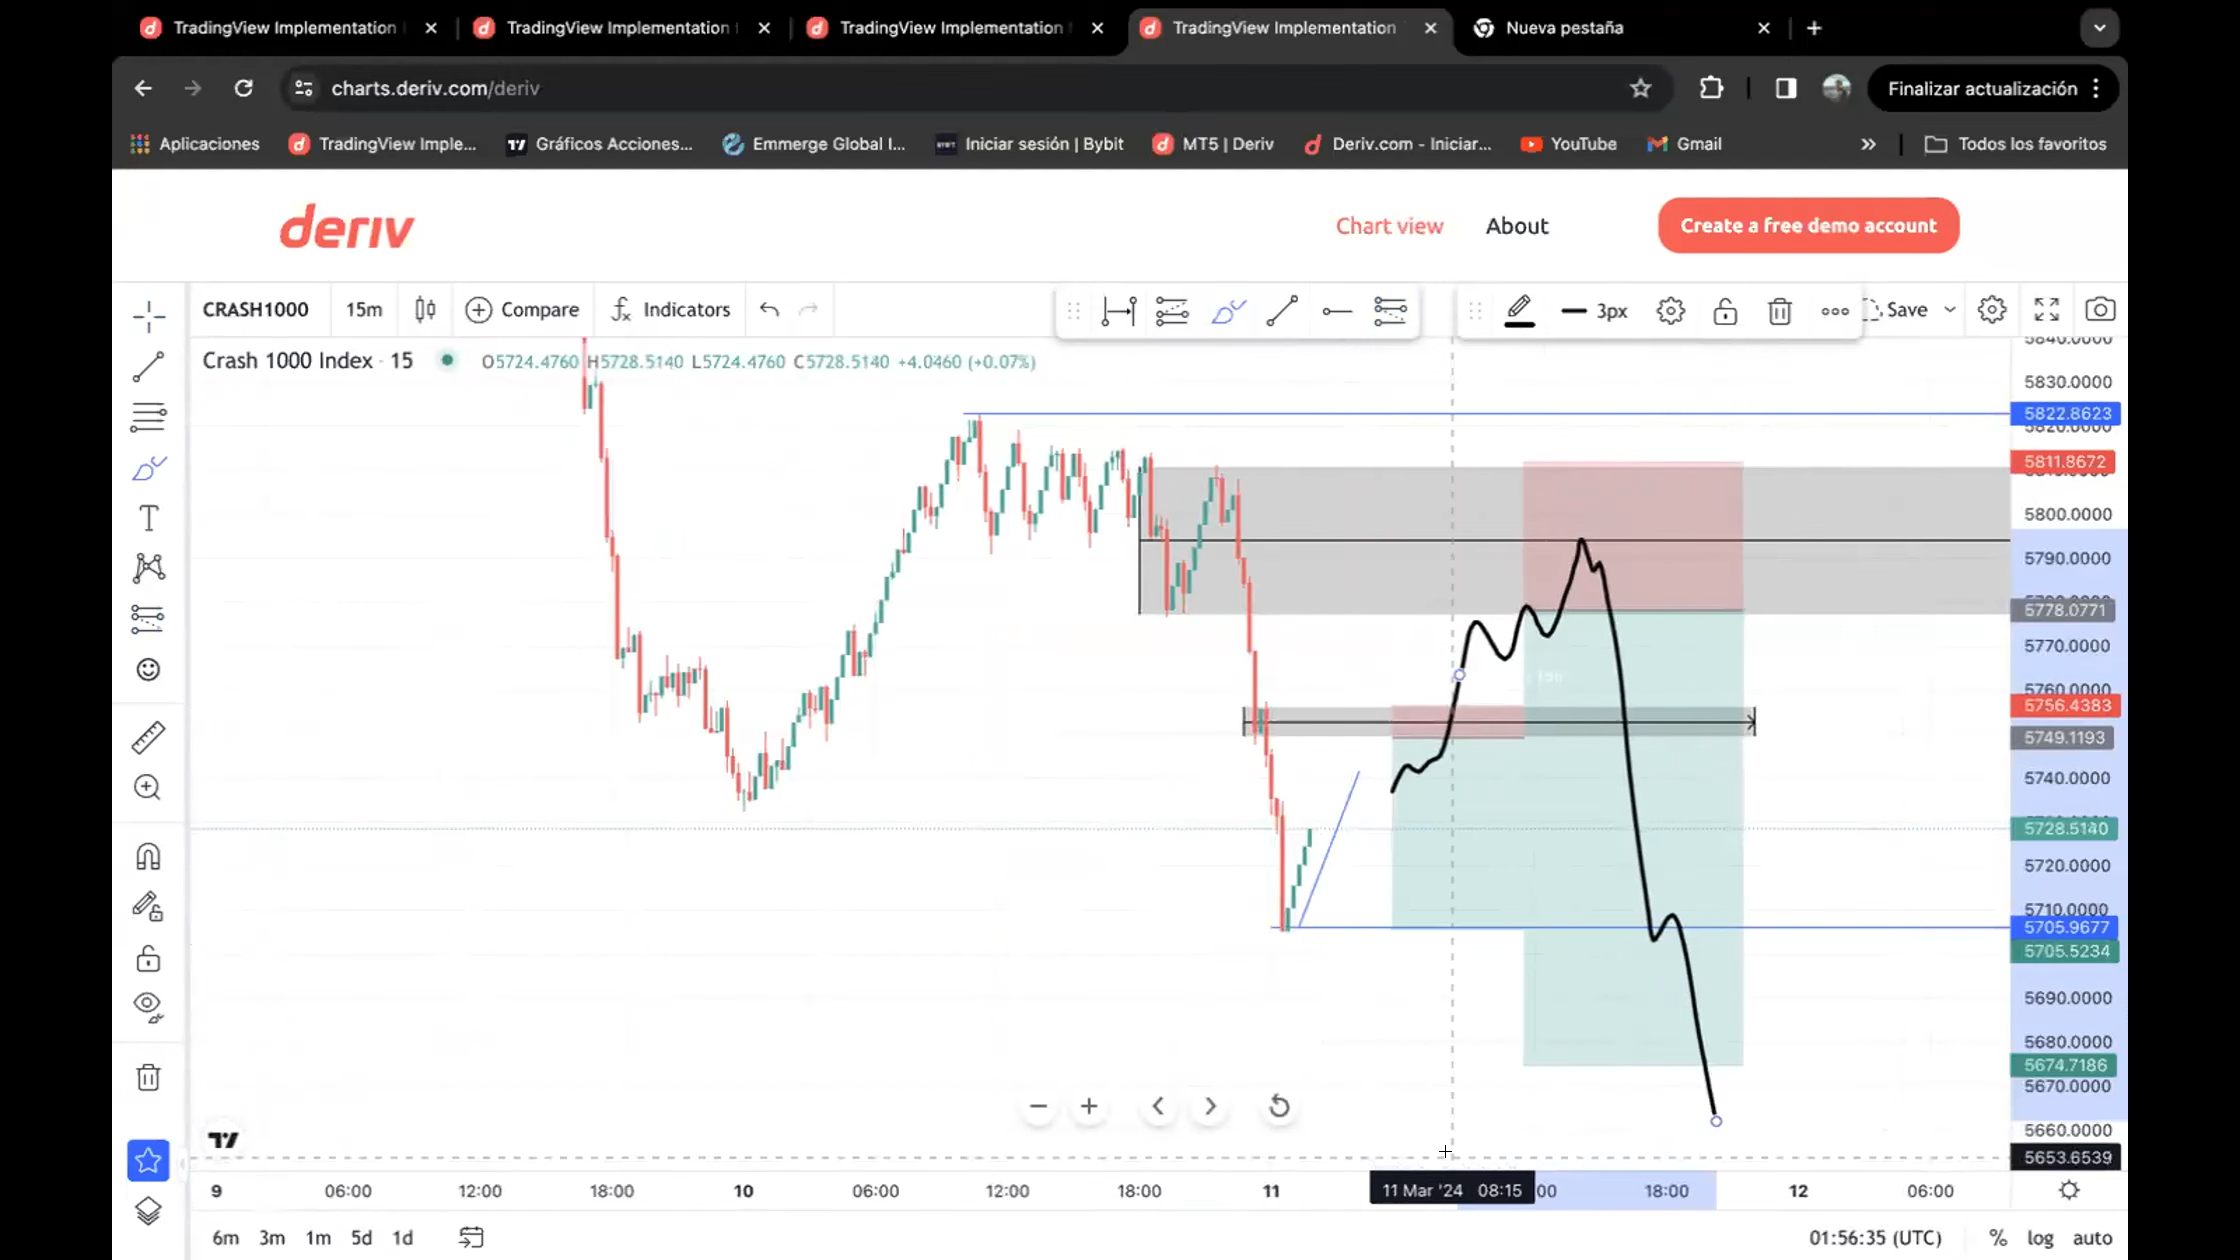 TradingView Implementation
TradingView Implementation
TradingView Implementation
TradingView Implementation
Nueva pestaña
charts.deriv.com/deriv
Finalizar actualización
Aplicaciones
TradingView Imple...
Gráficos Acciones...
Emmerge Global I...
Iniciar sesión | Bybit
MT5 | Deriv
Deriv.com - Iniciar...
YouTube
Gmail
»
Todos los favoritos
deriv
Chart view
About
Create a free demo account
CRASH1000
15m
Compare
Indicators
3px
Save
Crash 1000 Index · 15
O5724.4760 H5728.5140 L5724.4760 C5728.5140 +4.0460 (+0.07%)
5840.0000
5830.0000
5822.8623
5820.0000
5811.8672
5800.0000
5790.0000
5778.0771
5770.0000
5760.0000
5756.4383
5749.1193
5740.0000
5728.5140
5720.0000
5710.0000
5705.9677
5705.5234
5690.0000
5680.0000
5674.7186
5670.0000
5660.0000
5653.6539
9
06:00
12:00
18:00
10
06:00
12:00
18:00
11
11 Mar '24 08:15
:00
18:00
12
06:00
6m
3m
1m
5d
1d
01:56:35 (UTC)
%
log
auto